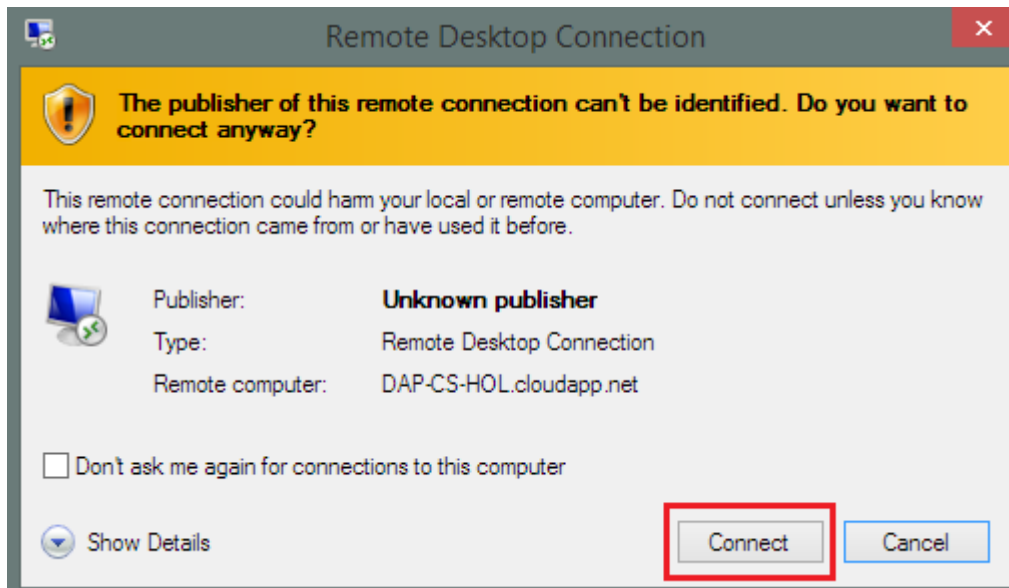 Remote Desktop Connection
The publisher of this remote connection can't be identified. Do you want to
connect anyway?
This remote connection could harm your local or remote computer. Do not connect unless you know
where this connection came from or have used it before.
Publisher: Unknown publisher
Type: Remote Desktop Connection
Remote computer: DAP-CS-HOL.cloudapp.net
Don't ask me again for connections to this computer
Show Details Connect Cancel